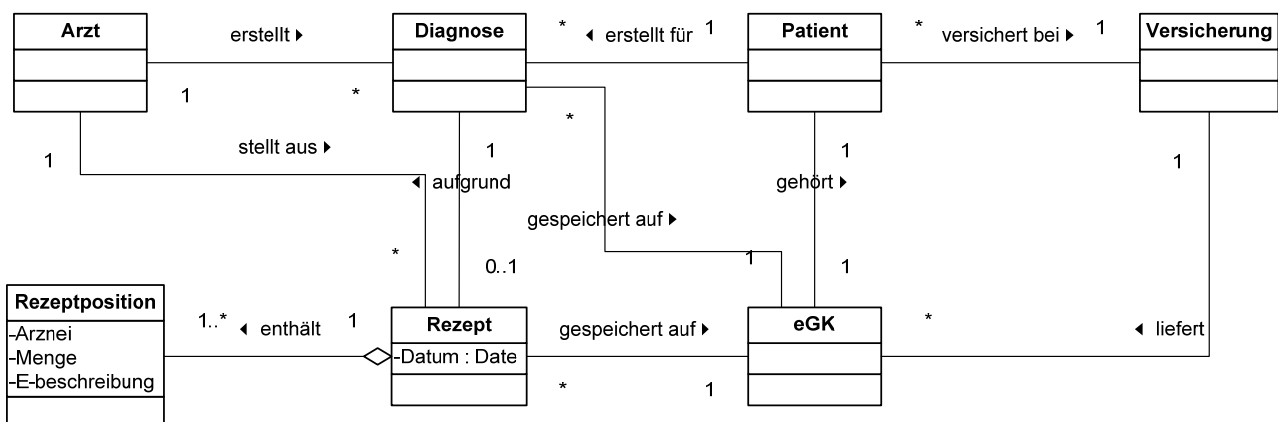 Arzt
erstellt ▸
Diagnose
* ◂ erstellt für 1
Patient
* versichert bei ▸ 1
Versicherung
1 *
*
1 stellt aus ▸ 1 1 1
◂ aufgrund gehört ▸
gespeichert auf ▸
* 1
0..1 1
Rezeptposition
-Arznei
-Menge
-E-beschreibung
1..* ◂ enthält 1
Rezept
-Datum : Date
gespeichert auf ▸
* 1
eGK
* ◂ liefert